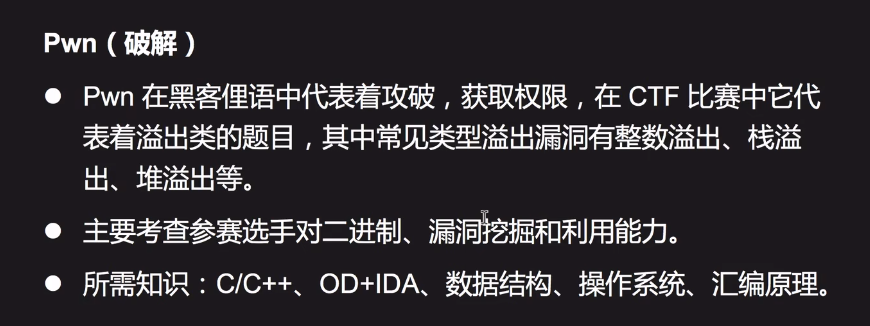 Pwn（破解）
● Pwn 在黑客俚语中代表着攻破，获取权限，在 CTF 比赛中它代
表着溢出类的题目，其中常见类型溢出漏洞有整数溢出、栈溢
出、堆溢出等。
● 主要考查参赛选手对二进制、漏洞挖掘和利用能力。
● 所需知识：C/C++、OD+IDA、数据结构、操作系统、汇编原理。